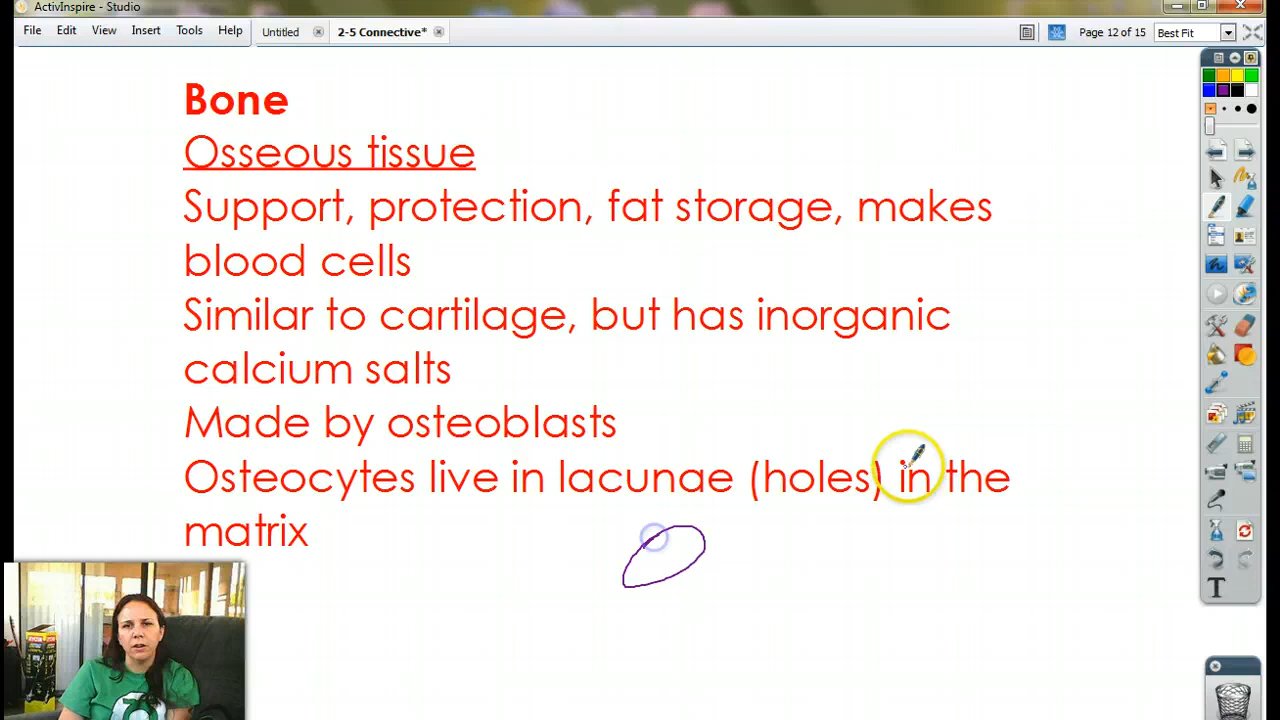 ActivInspire - Studio
File Edit View Insert Tools Help Untitled 2-5 Connective* Page 12 of 15 Best Fit
Bone
Osseous tissue
Support, protection, fat storage, makes
blood cells
Similar to cartilage, but has inorganic
calcium salts
Made by osteoblasts
Osteocytes live in lacunae (holes) in the
matrix
T